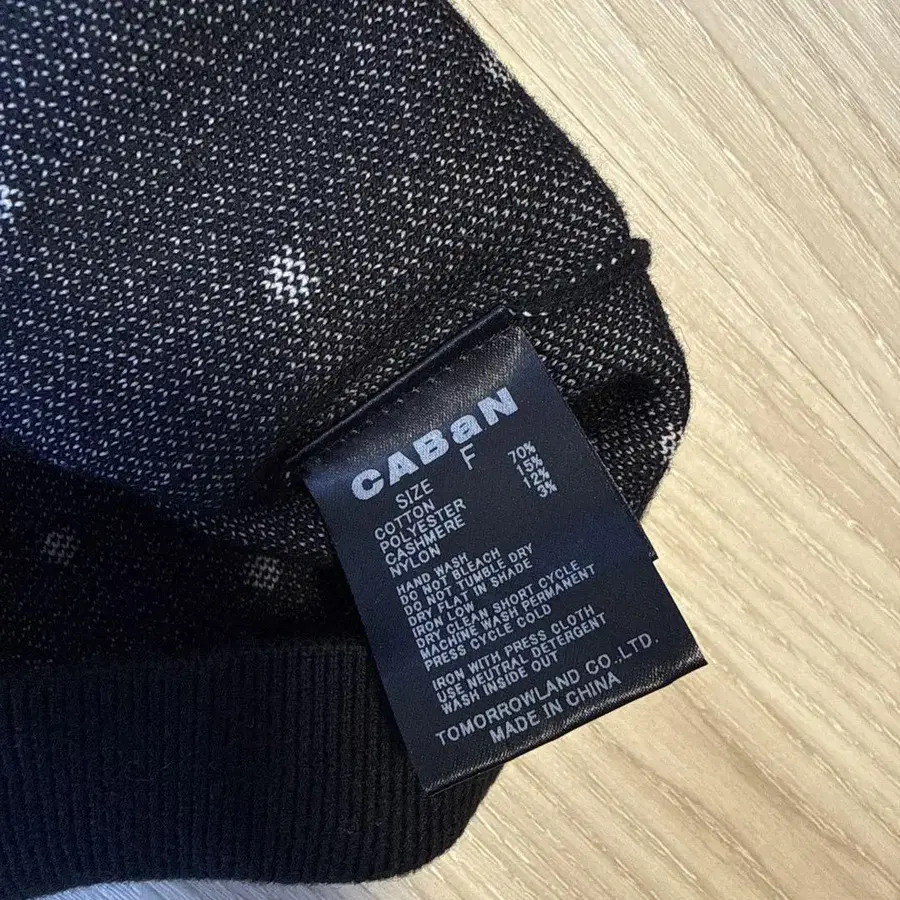 CABaN
SIZE F
COTTON 70%
POLYESTER 15%
CASHMERE 12%
NYLON 3%
HAND WASH
DO NOT BLEACH
DO NOT TUMBLE DRY
DRY FLAT IN SHADE
IRON LOW
DRY CLEAN SHORT CYCLE
MACHINE WASH PERMANENT
PRESS CYCLE COLD
IRON WITH PRESS CLOTH
USE NEUTRAL DETERGENT
WASH INSIDE OUT
TOMORROWLAND CO.,LTD.
MADE IN CHINA